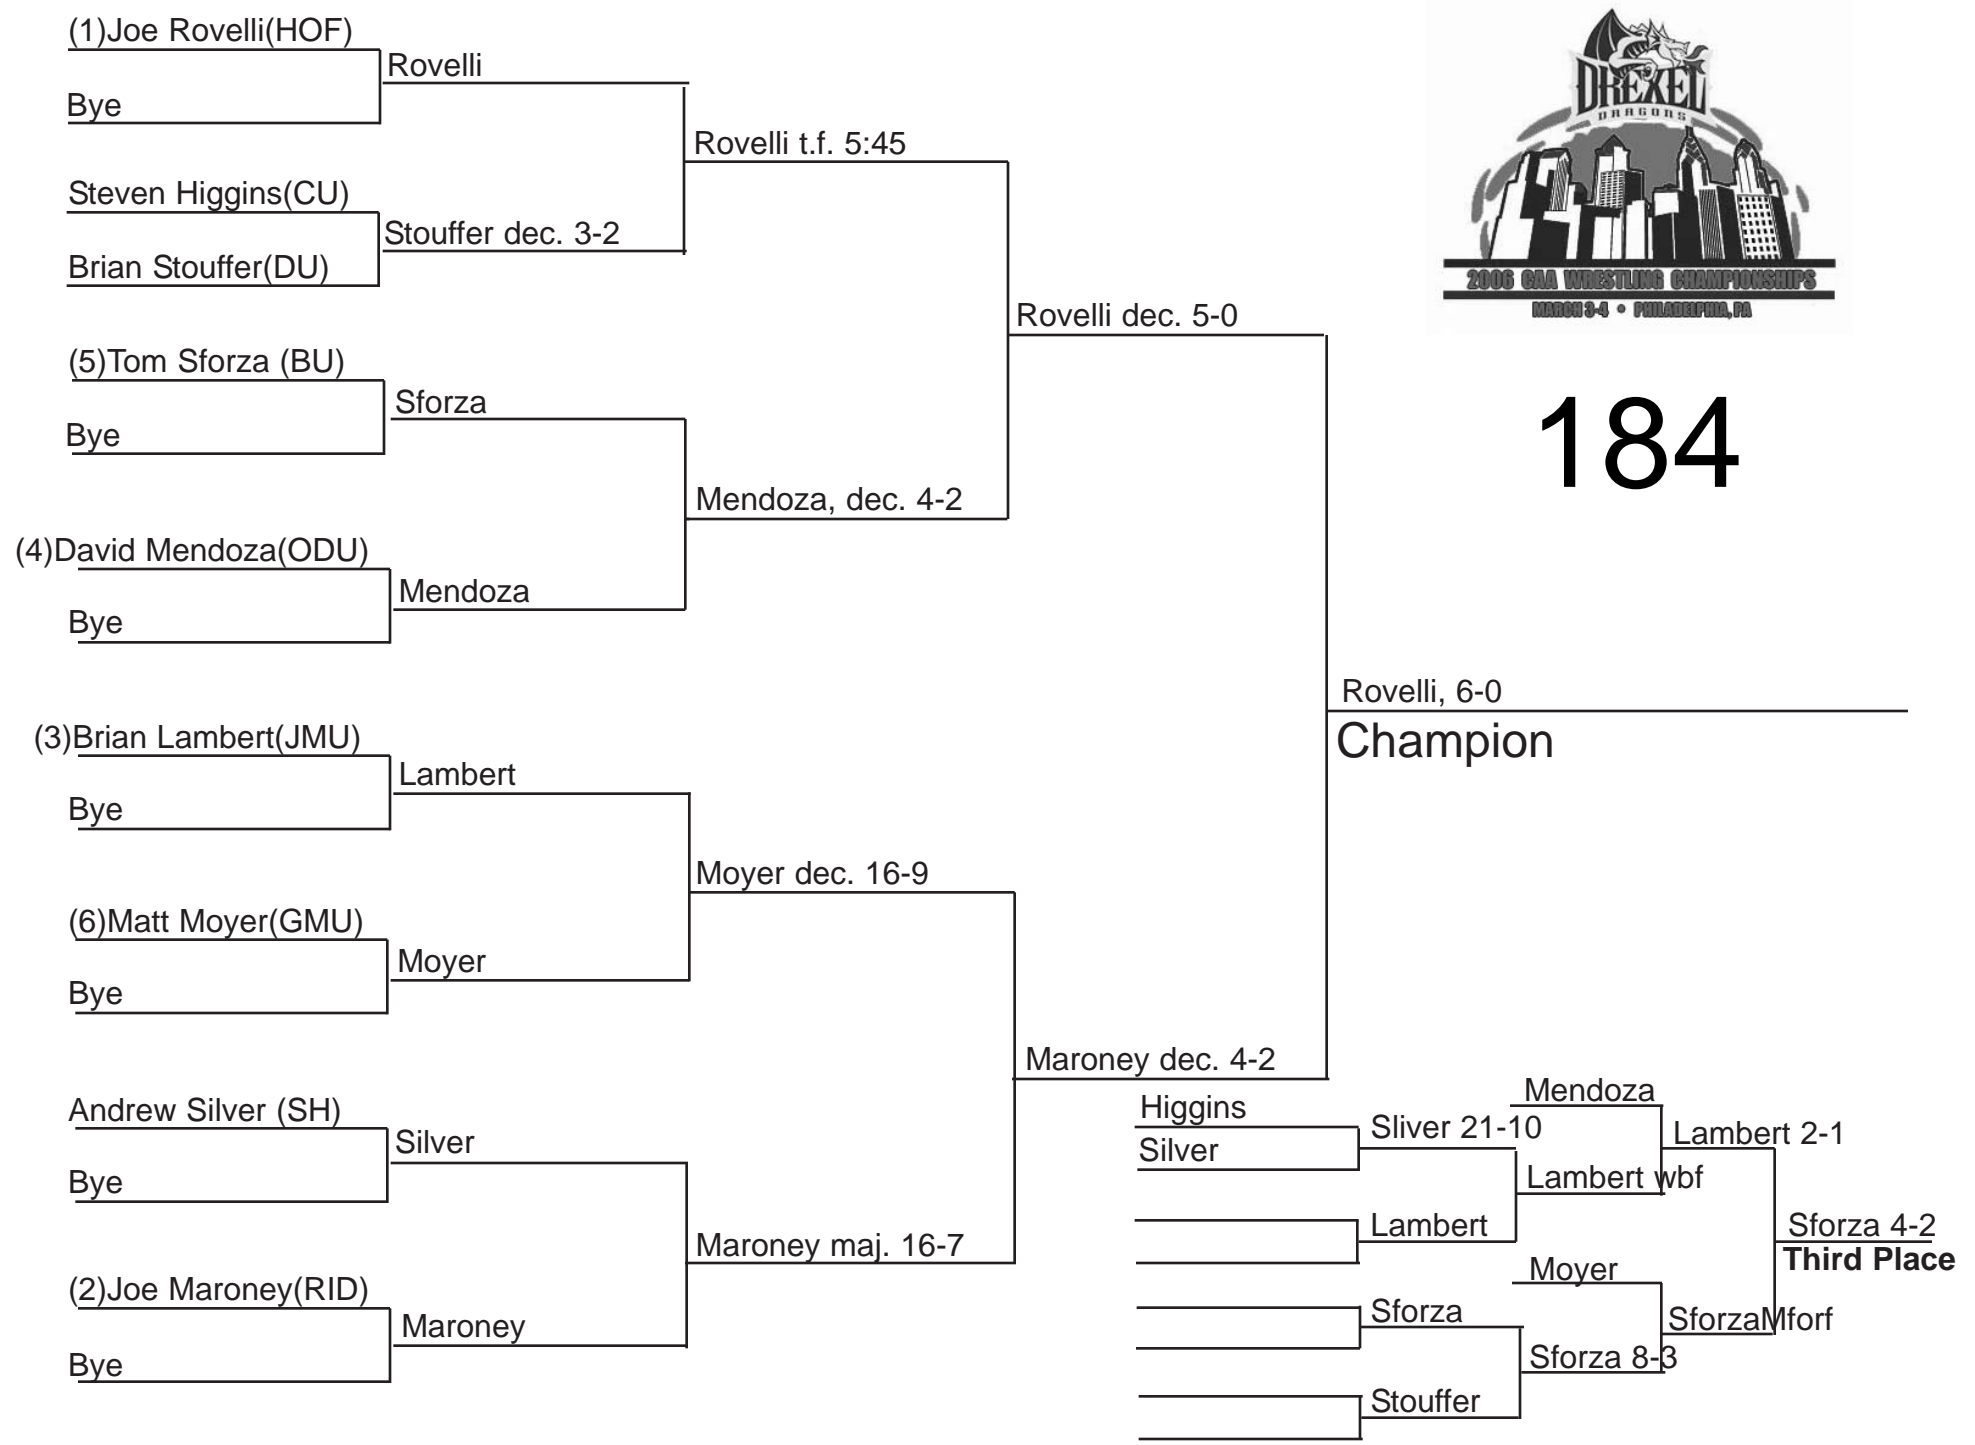 (1)Joe Rovelli(HOF)
Rovelli
Bye
Rovelli t.f. 5:45
Steven Higgins(CU)
Stouffer dec. 3-2
Brian Stouffer(DU)
Rovelli dec. 5-0
(5)Tom Sforza (BU)
Sforza
Bye
Mendoza, dec. 4-2
(4)David Mendoza(ODU)
Mendoza
Bye
DREXEL
DRAGONS
2006 CAA WRESTLING CHAMPIONSHIPS
MARCH 3-4 • PHILADELPHIA, PA
184
Rovelli, 6-0
Champion
(3)Brian Lambert(JMU)
Lambert
Bye
Moyer dec. 16-9
(6)Matt Moyer(GMU)
Moyer
Bye
Maroney dec. 4-2
Andrew Silver (SH)
Silver
Bye
Maroney maj. 16-7
(2)Joe Maroney(RID)
Maroney
Bye
Higgins
Silver
Sliver 21-10
Mendoza
Lambert 2-1
Lambert wbf
Lambert
Sforza 4-2
Third Place
Moyer
Sforza
SforzaMforf
Sforza 8-3
Stouffer